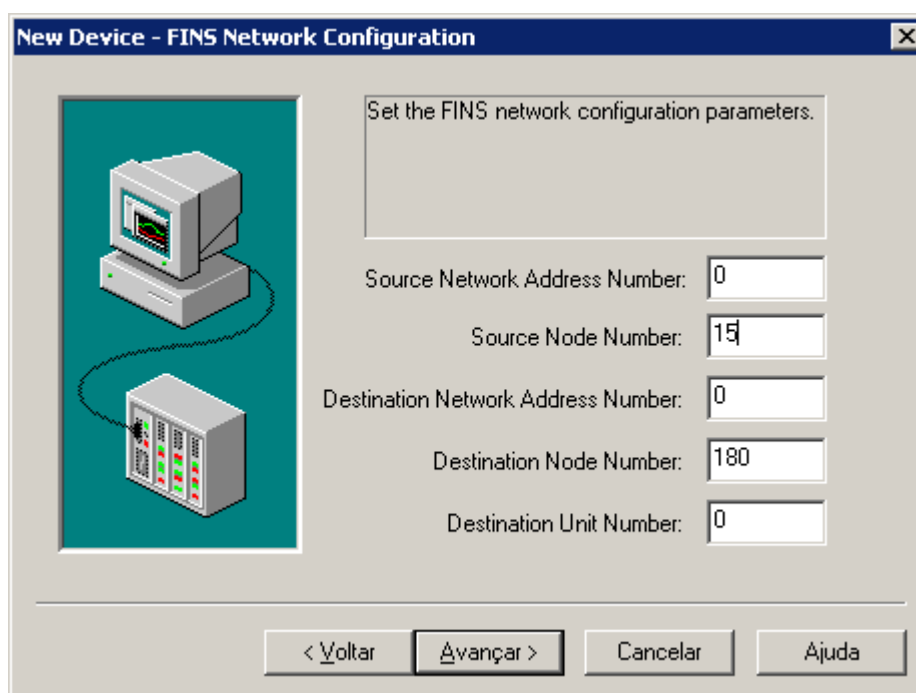 New Device - FINS Network Configuration
Set the FINS network configuration parameters.
Source Network Address Number: 0
Source Node Number: 15
Destination Network Address Number: 0
Destination Node Number: 180
Destination Unit Number: 0
< Voltar Avançar > Cancelar Ajuda